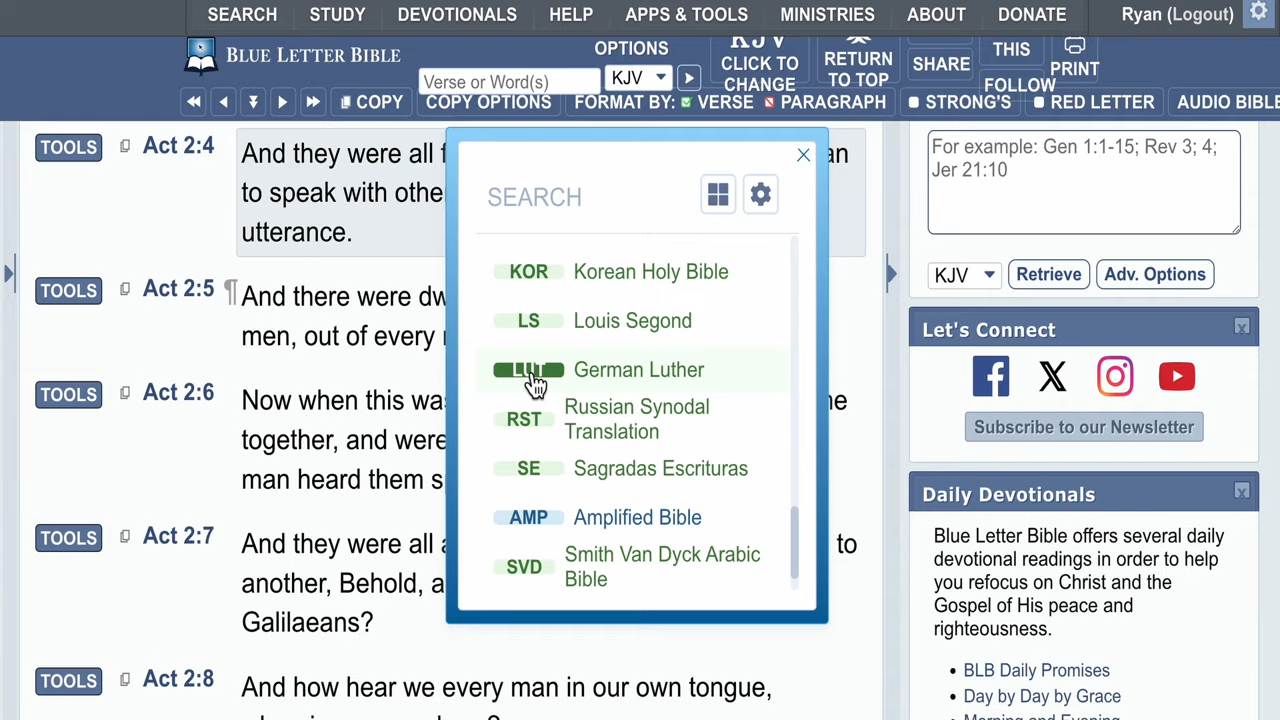 SEARCH STUDY DEVOTIONALS HELP APPS & TOOLS MINISTRIES ABOUT DONATE Ryan (Logout)
BLUE LETTER BIBLE
OPTIONS
Verse or Word(s) KJV
KJV
CLICK TO
CHANGE
RETURN
TO TOP
SHARE
THIS
FOLLOW
PRINT
COPY COPY OPTIONS FORMAT BY: VERSE PARAGRAPH STRONG'S RED LETTER AUDIO BIBLE
TOOLS Act 2:4 And they were all
to speak with othe
utterance.
TOOLS Act 2:5 ¶And there were dw
men, out of every
TOOLS Act 2:6 Now when this was
together, and were
man heard them
TOOLS Act 2:7 And they were all to
another, Behold,
Galilaeans?
TOOLS Act 2:8 And how hear we every man in our own tongue,
SEARCH
KOR Korean Holy Bible
LS Louis Segond
LUT German Luther
RST Russian Synodal
Translation
SE Sagradas Escrituras
AMP Amplified Bible
SVD Smith Van Dyck Arabic
Bible
For example: Gen 1:1-15; Rev 3; 4;
Jer 21:10
KJV Retrieve Adv. Options
Let's Connect
Subscribe to our Newsletter
Daily Devotionals
Blue Letter Bible offers several daily
devotional readings in order to help
you refocus on Christ and the
Gospel of His peace and
righteousness.
• BLB Daily Promises
• Day by Day by Grace
Morning and Evening